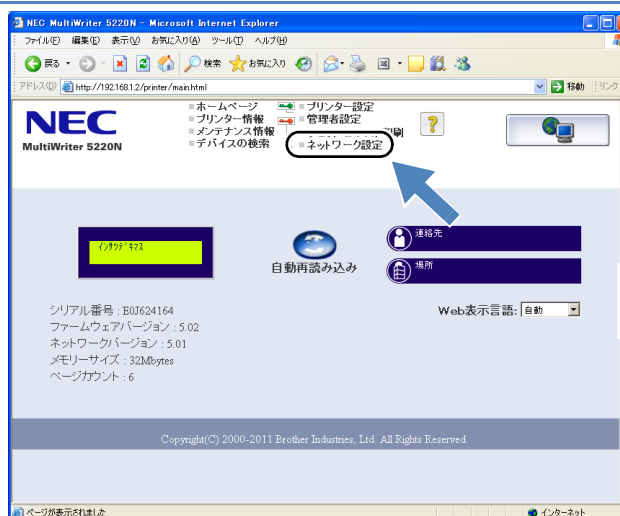 NEC MultiWriter 5220N - Microsoft Internet Explorer
ファイル(F) 編集(E) 表示(V) お気に入り(A) ツール(T) ヘルプ(H)
戻る 検索 お気に入り
アドレス(D) http://192.168.1.2/printer/main.html 移動 リンク
NEC
MultiWriter 5220N
ホームページ
プリンター情報
メンテナンス情報
デバイスの検索
プリンター設定
管理者設定
ネットワーク設定
?
インサツデキマス
自動再読み込み
連絡先
場所
Web表示言語: 自動
シリアル番号 : E0J624164
ファームウェアバージョン : 5.02
ネットワークバージョン : 5.01
メモリーサイズ : 32Mbytes
ページカウント : 6
Copyright(C) 2000-2011 Brother Industries, Ltd. All Rights Reserved.
ページが表示されました インターネット